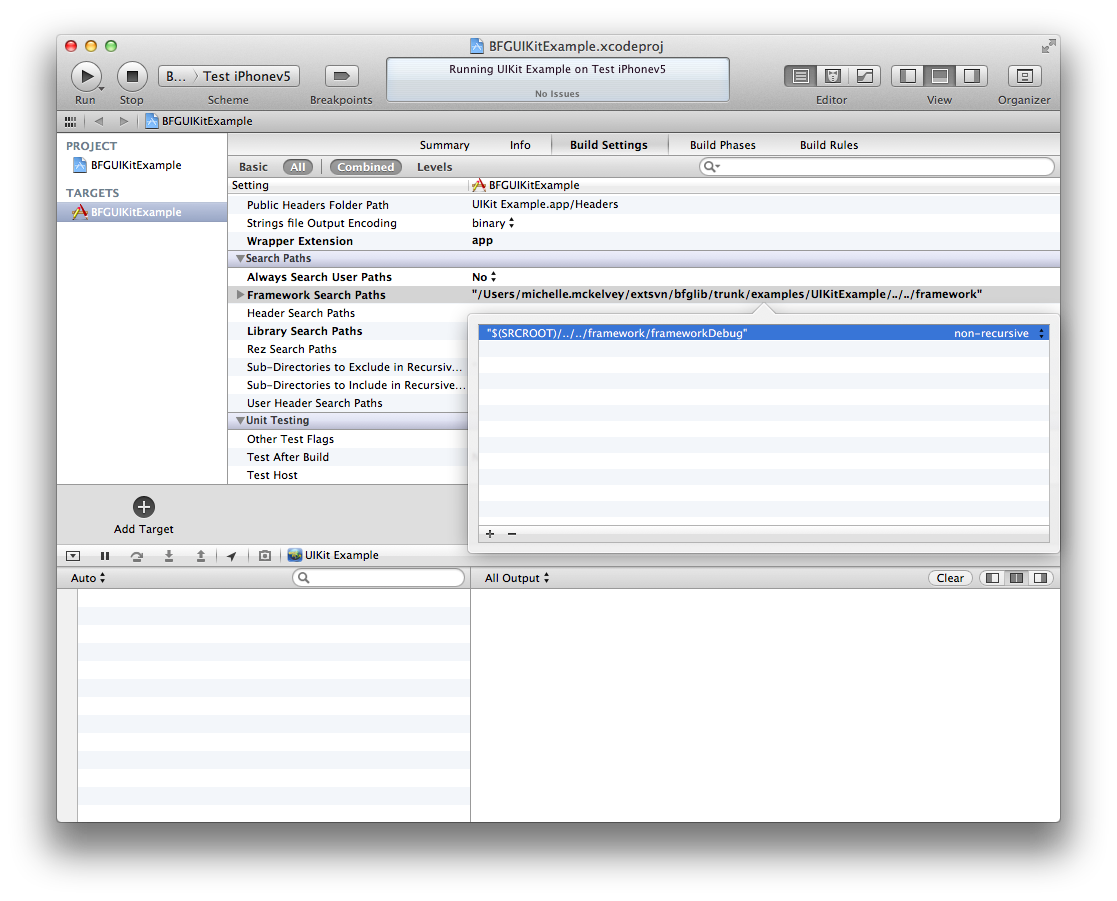 BFGUIKitExample.xcodeproj
Running UIKit Example on Test iPhonev5
No Issues
B... Test iPhonev5
Run Stop Scheme Breakpoints Editor View Organizer
BFGUIKitExample
PROJECT
BFGUIKitExample
TARGETS
BFGUIKitExample
Summary Info Build Settings Build Phases Build Rules
Basic All Combined Levels
Setting BFGUIKitExample
Public Headers Folder Path UIKit Example.app/Headers
Strings file Output Encoding binary
Wrapper Extension app
Search Paths
Always Search User Paths No
Framework Search Paths "/Users/michelle.mckelvey/extsvn/bfglib/trunk/examples/UIKitExample/../../framework"
Header Search Paths
Library Search Paths
Rez Search Paths
Sub-Directories to Exclude in Recursiv...
Sub-Directories to Include in Recursive...
User Header Search Paths
Unit Testing
Other Test Flags
Test After Build
Test Host
"$(SRCROOT)/../../framework/frameworkDebug" non-recursive
Add Target
UIKit Example
Auto
All Output Clear